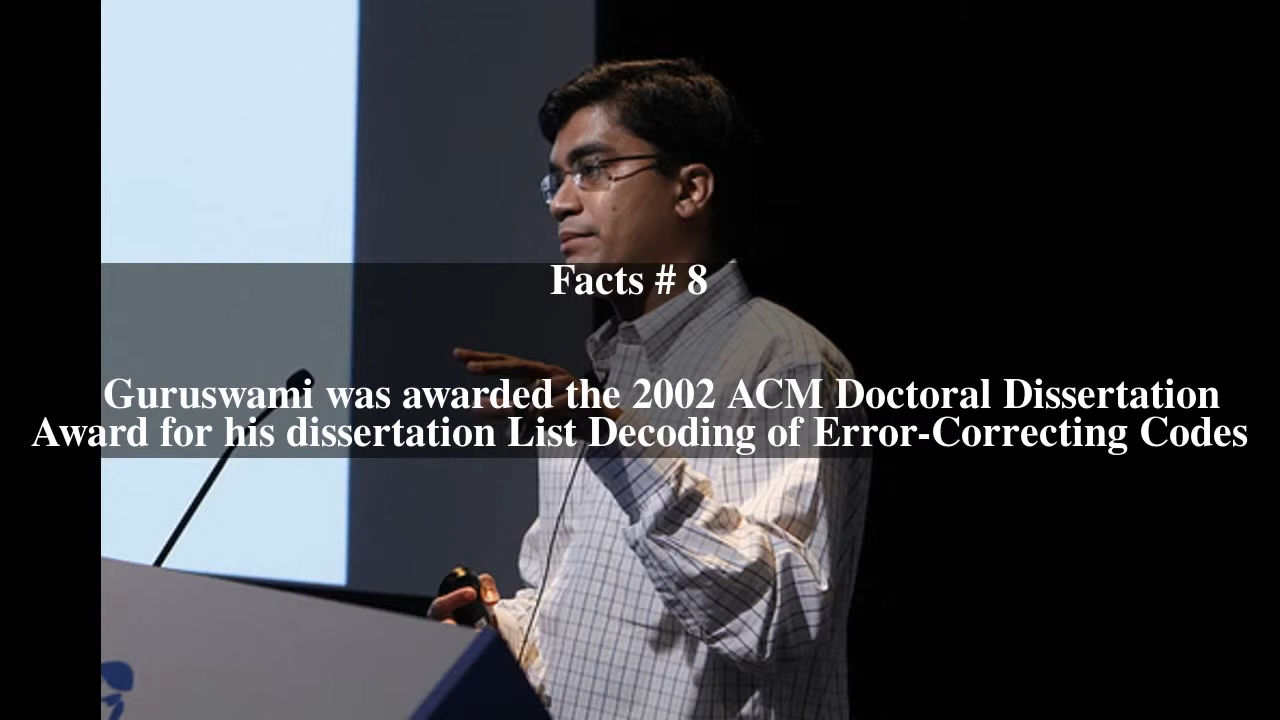 Facts # 8
Guruswami was awarded the 2002 ACM Doctoral Dissertation
Award for his dissertation List Decoding of Error-Correcting Codes